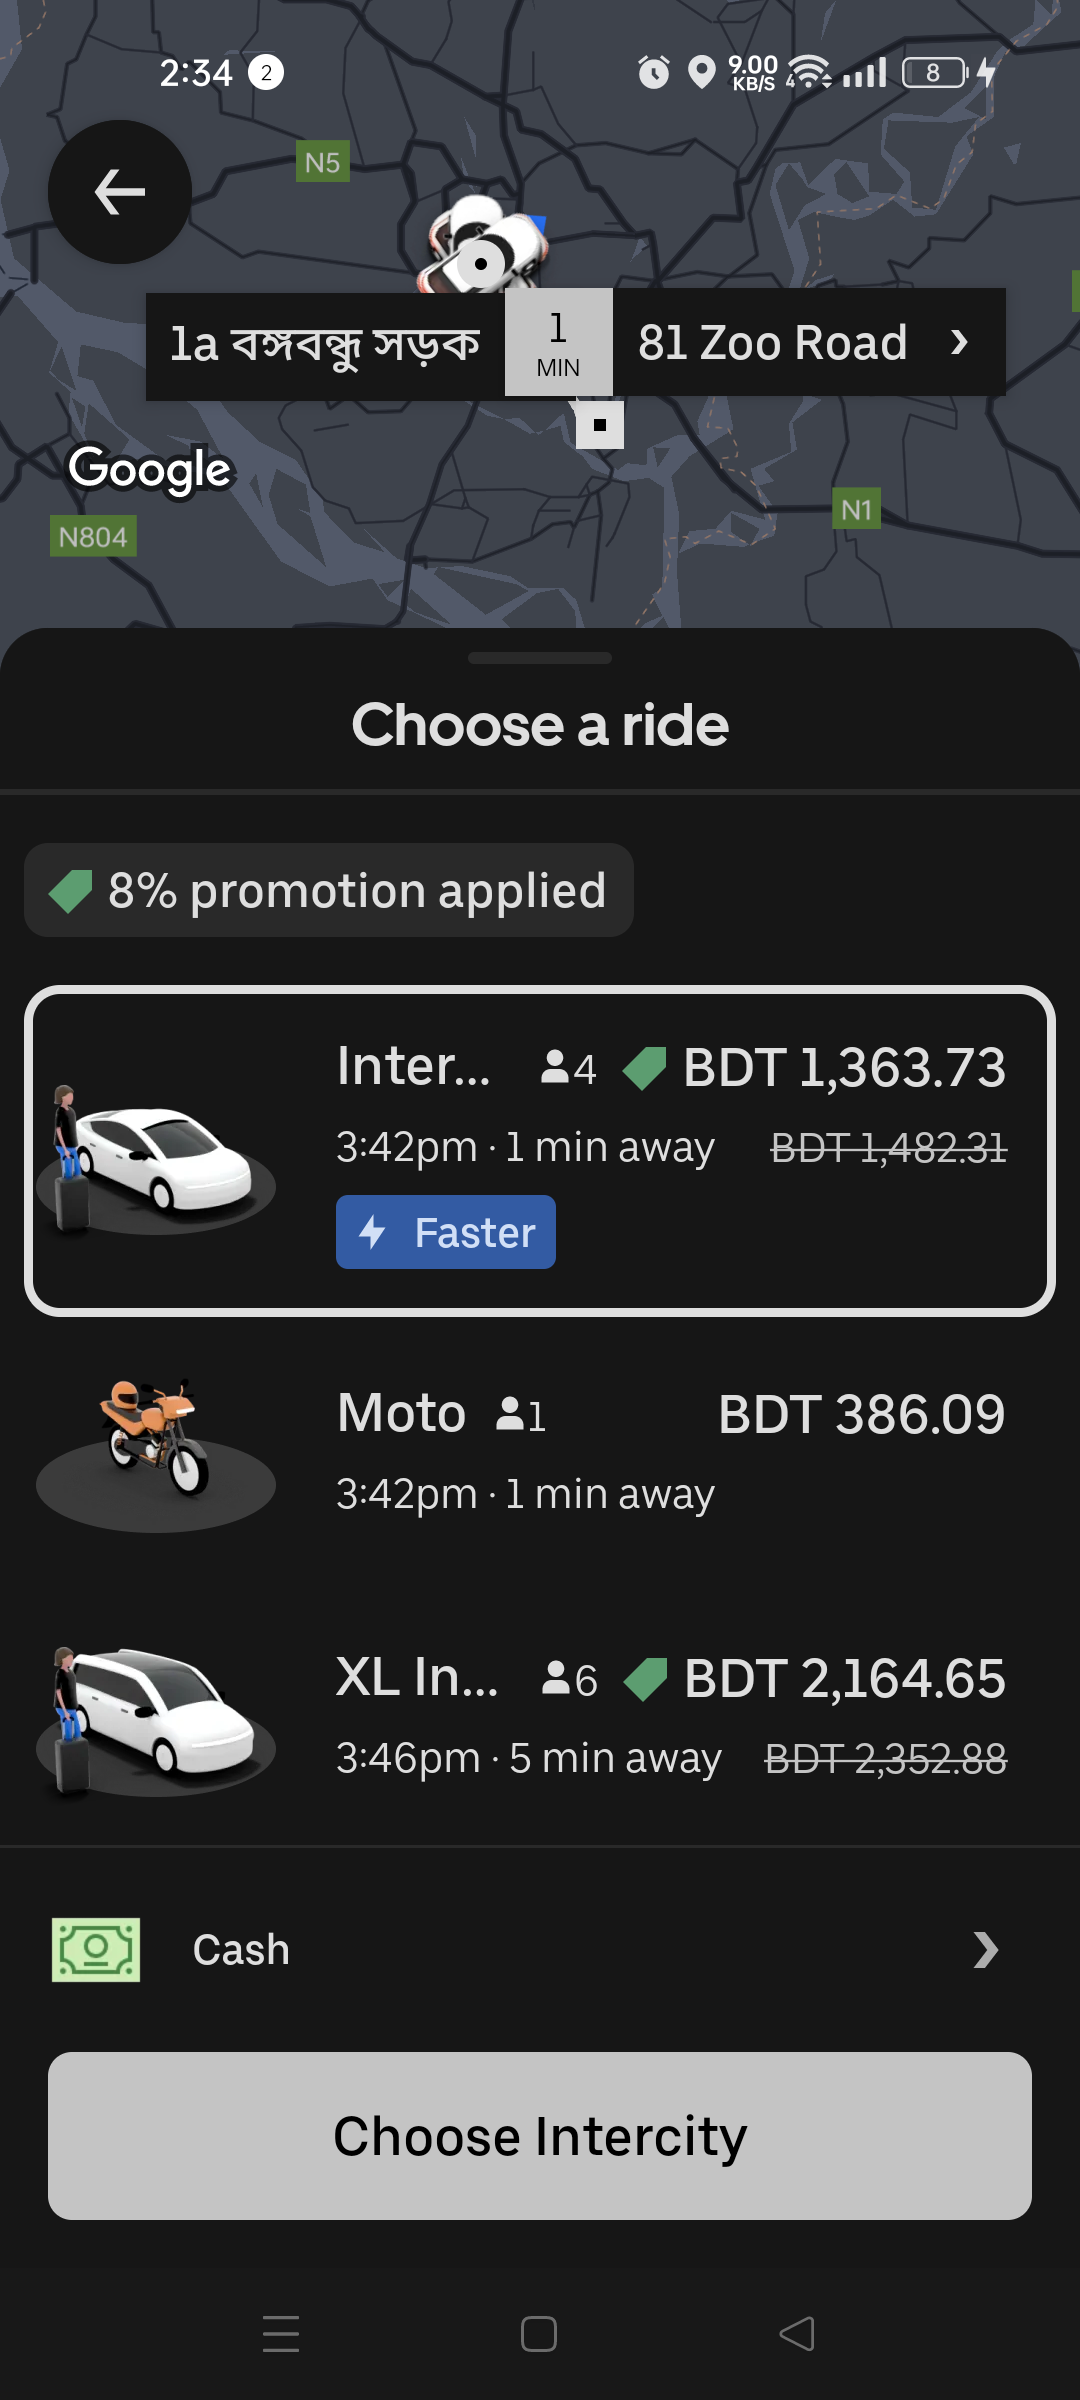 2:34 2 9.00 KB/S 4 8
N5
1a বঙ্গবন্ধু সড়ক
1 MIN
81 Zoo Road
Google
N1
N804
Choose a ride
8% promotion applied
Inter... 4 BDT 1,363.73
3:42pm · 1 min away BDT 1,482.31
Faster
Moto 1 BDT 386.09
3:42pm · 1 min away
XL In... 6 BDT 2,164.65
3:46pm · 5 min away BDT 2,352.88
Cash
Choose Intercity